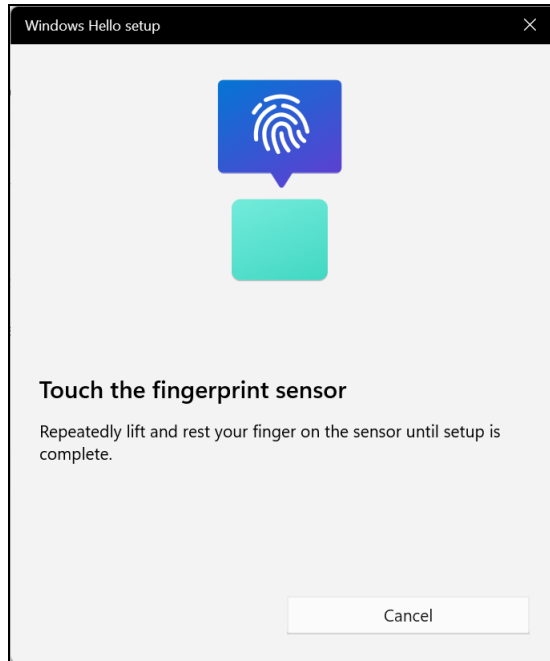 Windows Hello setup
Touch the fingerprint sensor
Repeatedly lift and rest your finger on the sensor until setup is
complete.
Cancel